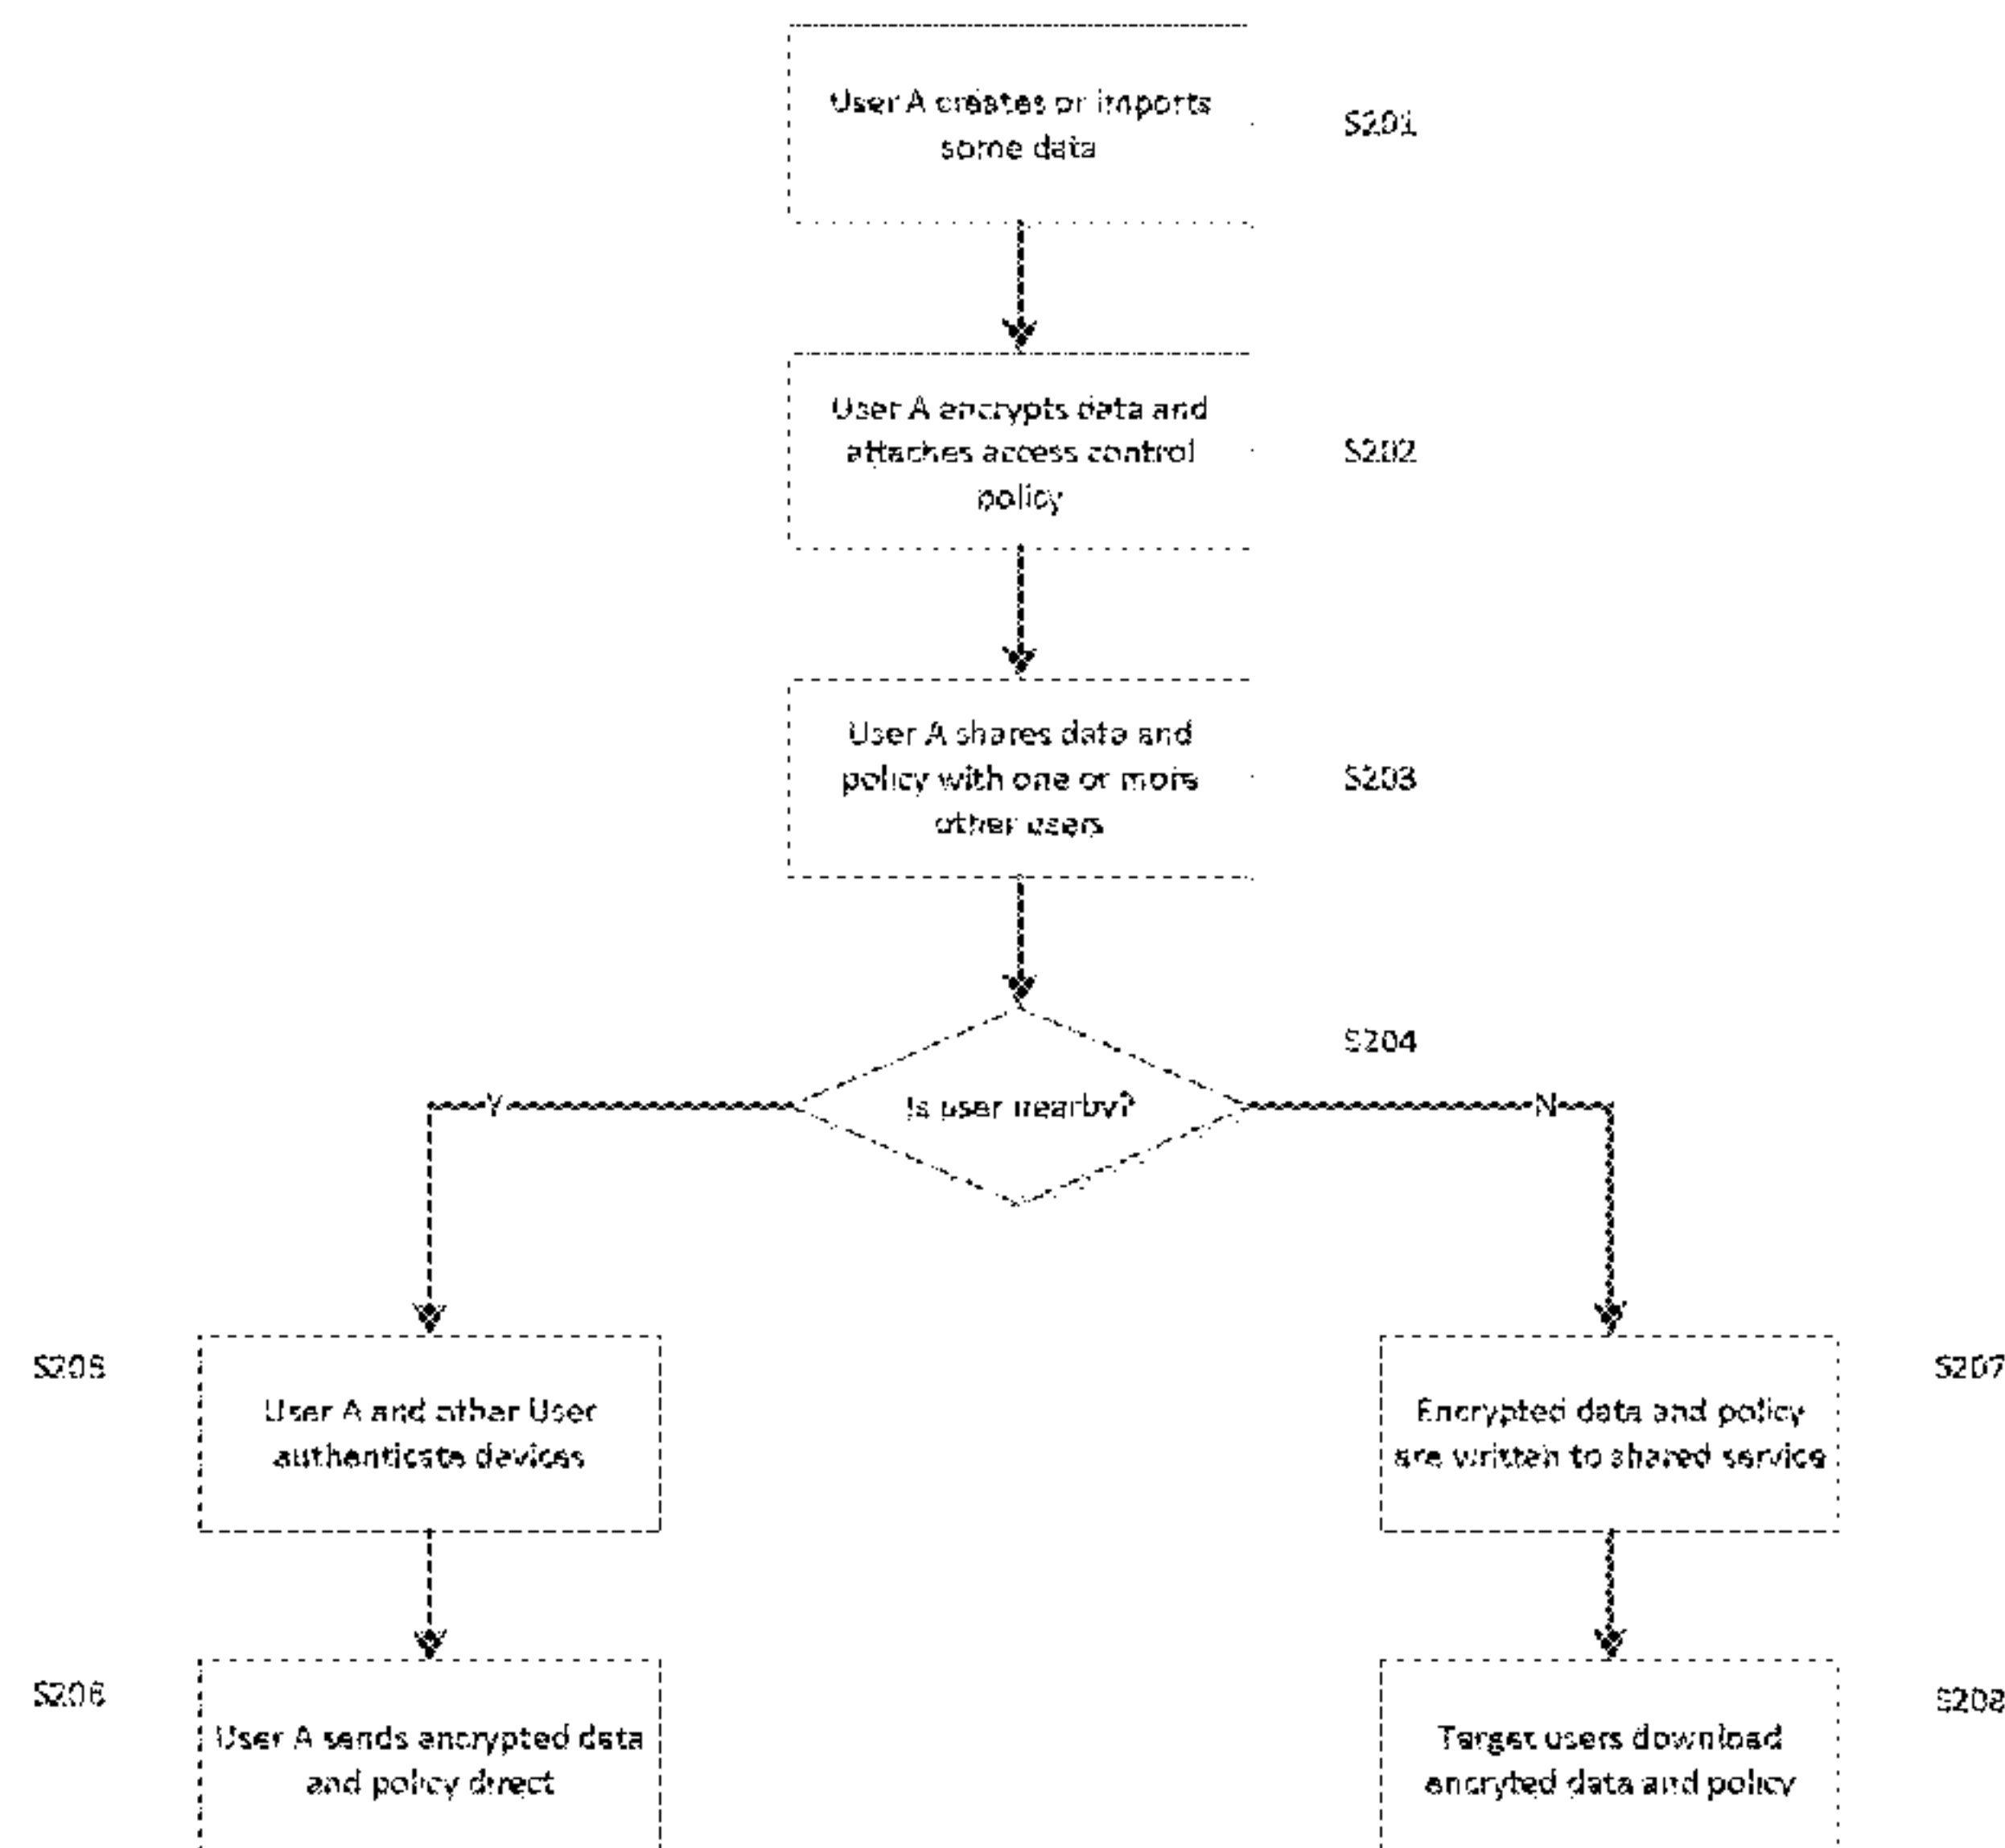 User A creates or imports
some data
S201
User A encrypts data and
attaches access control
policy
S202
User A shares data and
policy with one or more
other users
S203
S204
Is user nearby?
Y
N
S205
User A and other User
authenticate devices
S207
Encrypted data and policy
are written to shared service
S206
User A sends encrypted data
and policy direct
S208
Target users download
encryted data and policy